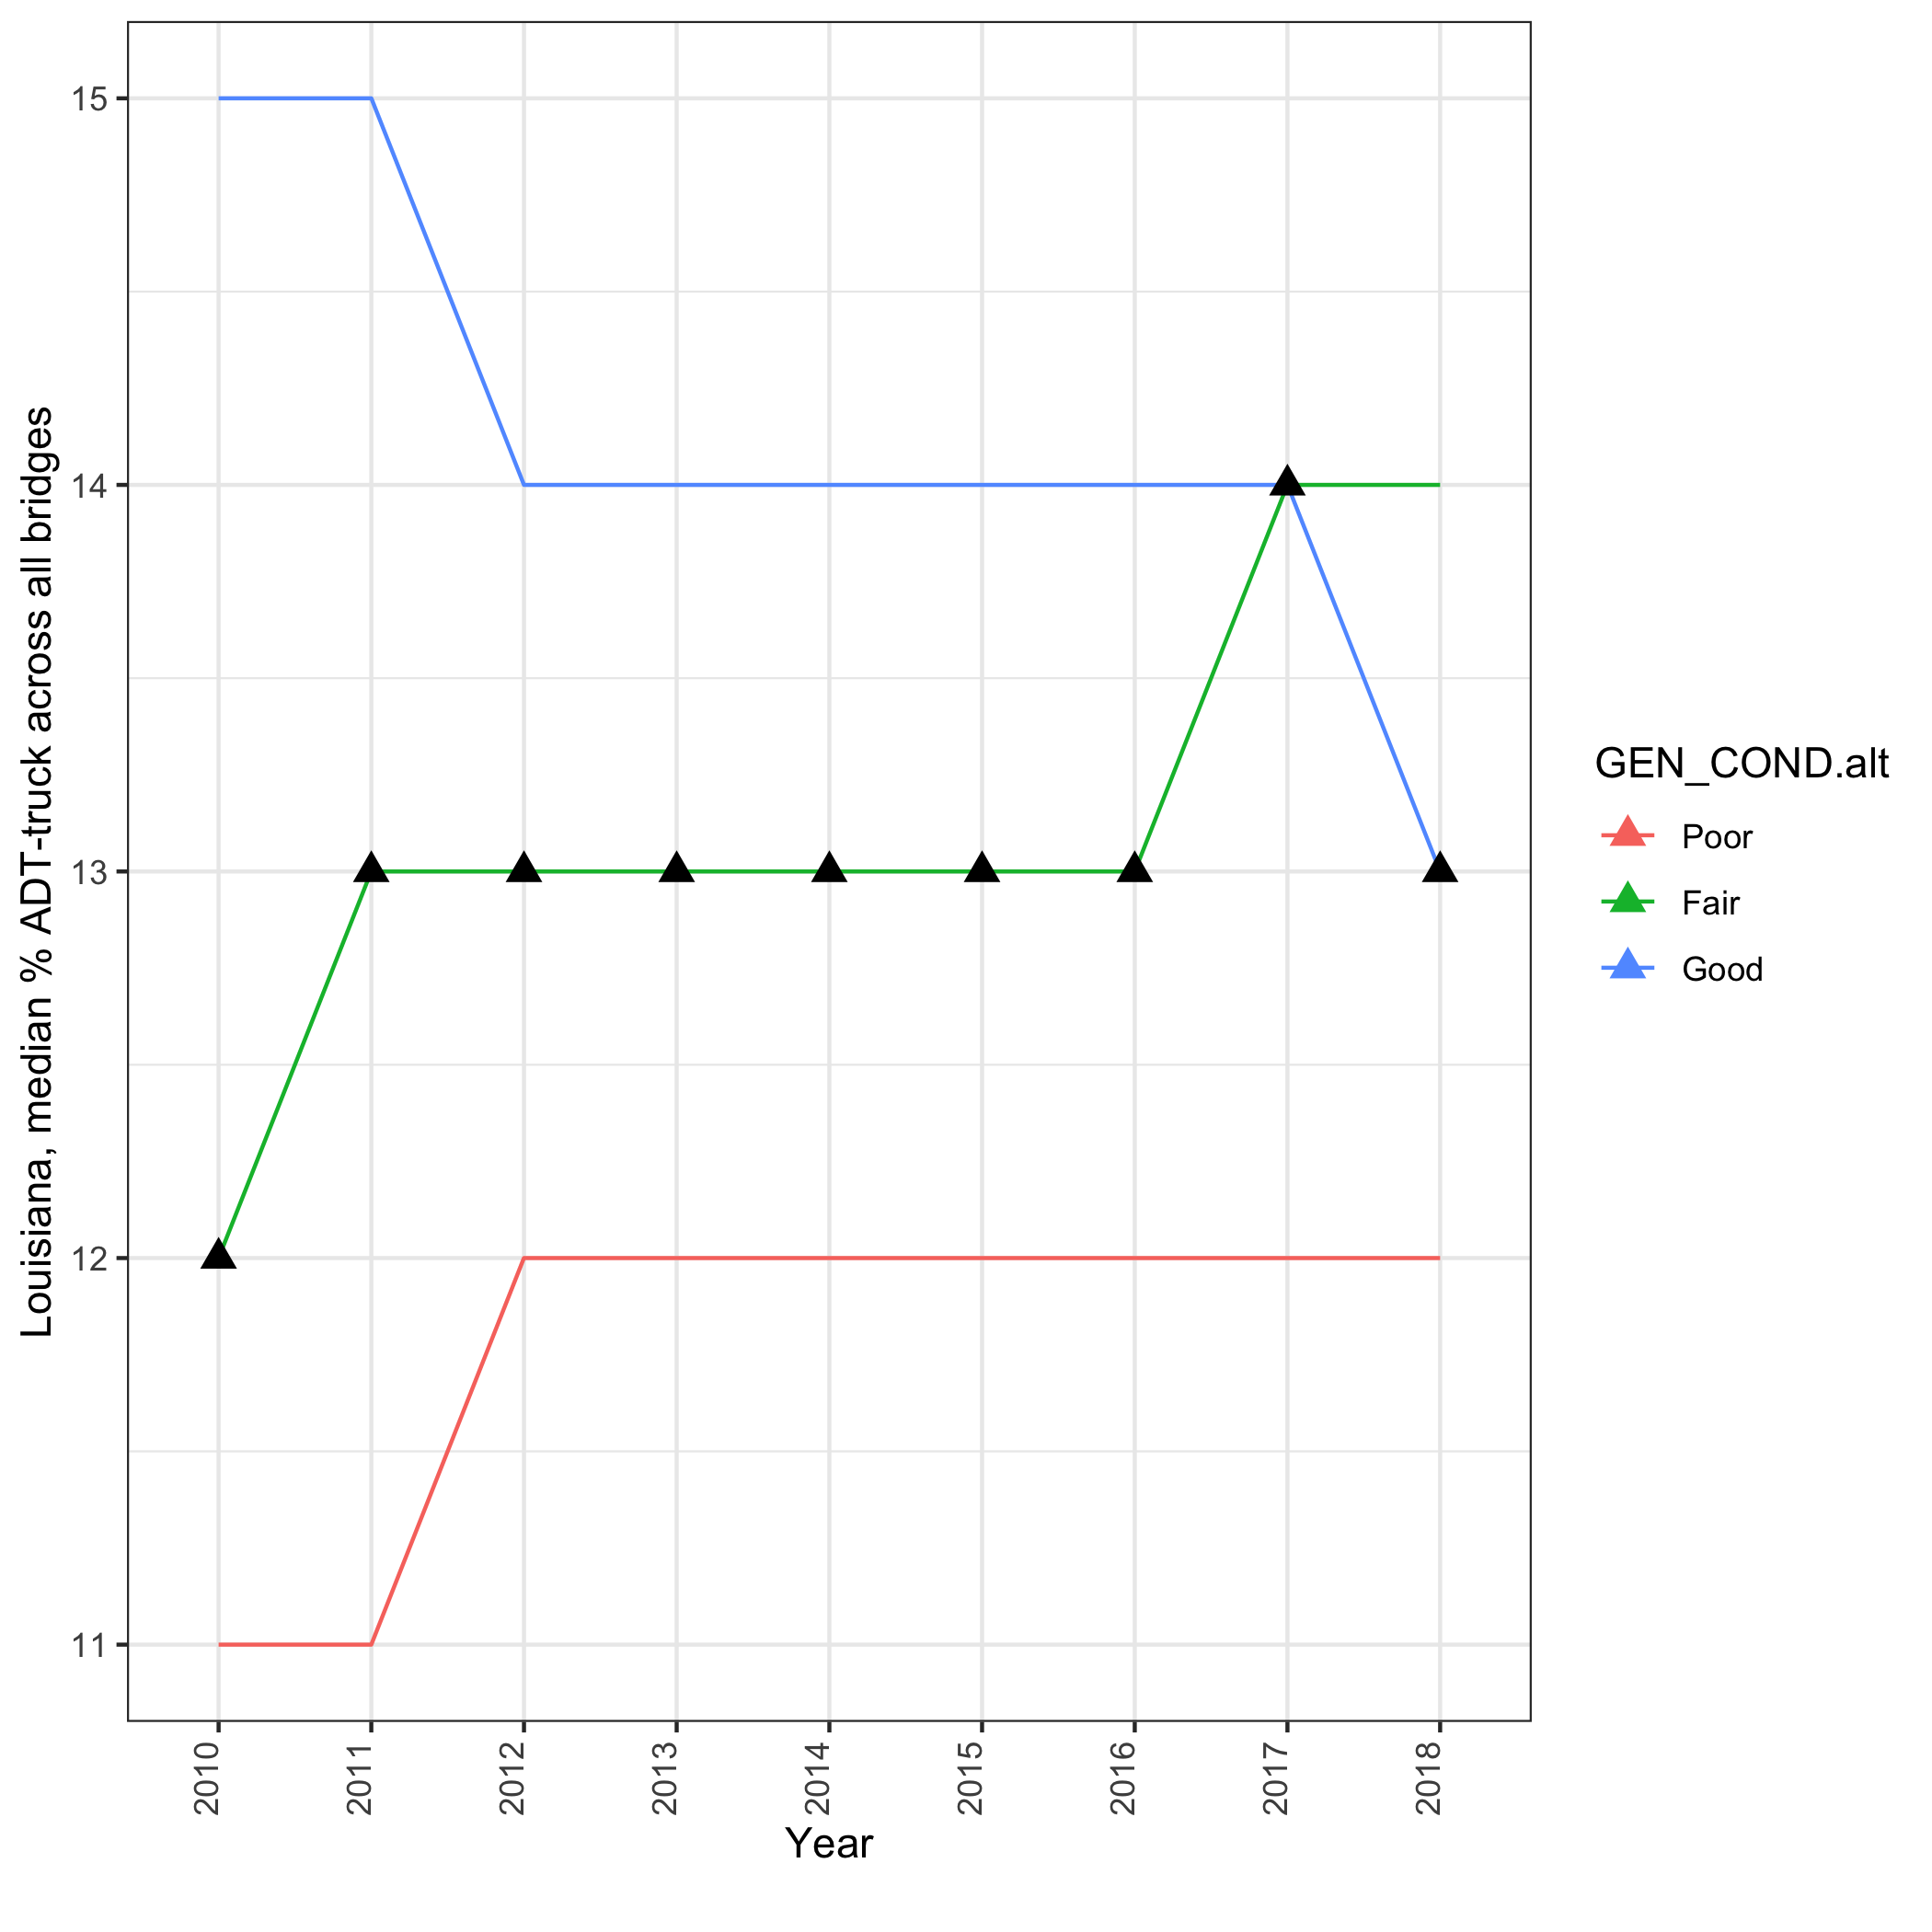 Louisiana, median % ADT-truck across all bridges
15
14
13
12
11
2010
2011
2012
2013
2014
2015
2016
2017
2018
Year
GEN_COND.alt
Poor
Fair
Good